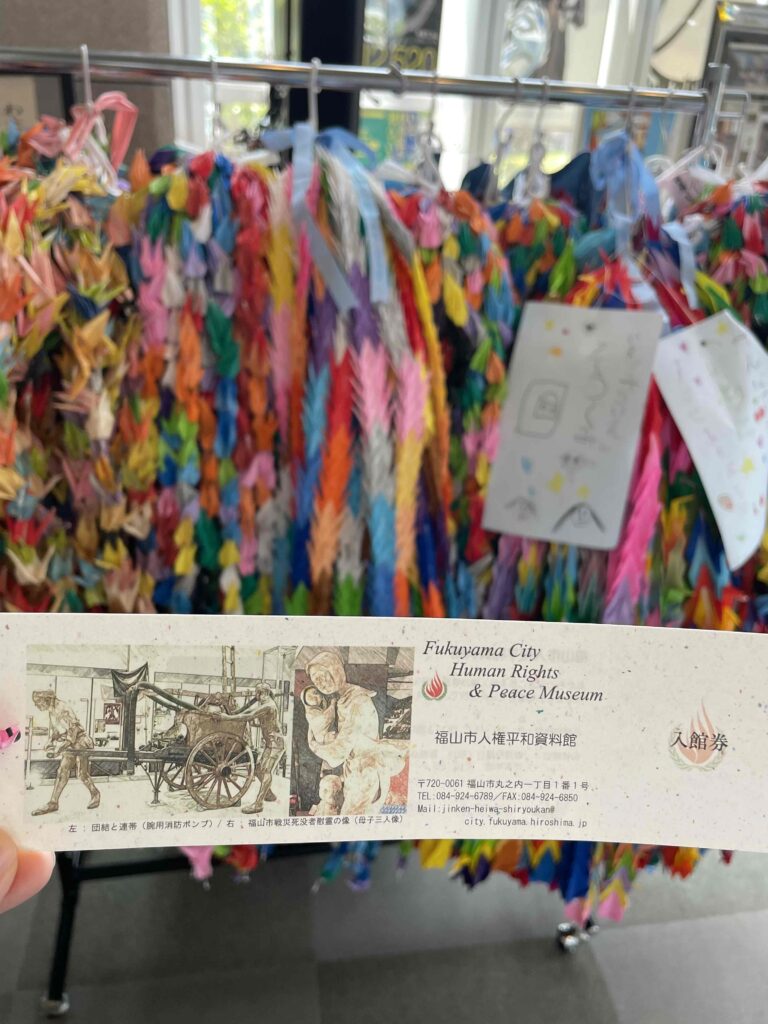 12,520
Fukuyama City
Human Rights
& Peace Museum
福山市人権平和資料館
入館券
〒720-0061 福山市丸之内一丁目1番1号
TEL:084-924-6789/FAX:084-924-6850
Mail:jinken-heiwa-shiryoukan@
city.fukuyama.hiroshima.jp
左 : 団結と連帯(腕用消防ポンプ)/ 右 : 福山市戦災死没者慰霊の像(母子三人像)